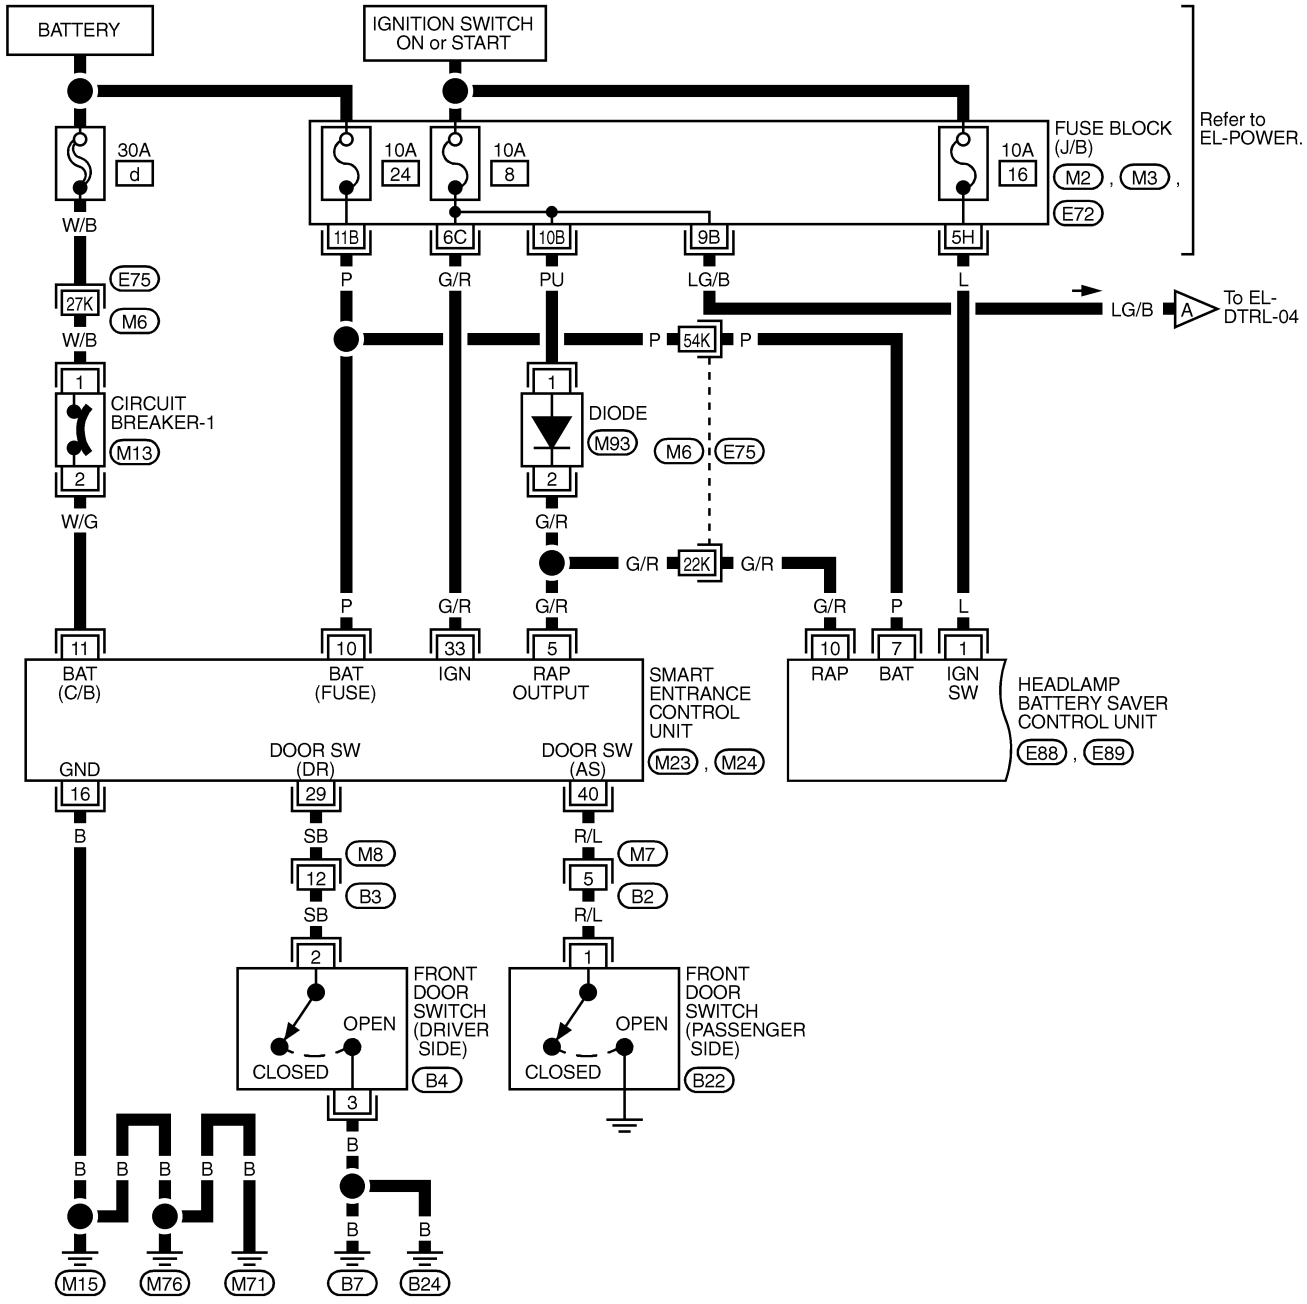 BATTERY
IGNITION SWITCH
ON or START
Refer to
EL-POWER.
30A
d
10A
24
10A
8
10A
16
FUSE BLOCK
(J/B)
M2 , M3 ,
E72
W/B
11B
6C
10B
9B
5H
P
G/R
PU
LG/B
L
E75
27K
M6
LG/B
A
To EL-
DTRL-04
W/B
P
54K
P
1
CIRCUIT
BREAKER-1
M13
2
1
DIODE
M93
2
M6
E75
W/G
G/R
G/R
22K
G/R
P
G/R
G/R
G/R
P
L
11
10
33
5
10
7
1
BAT
(C/B)
BAT
(FUSE)
IGN
RAP
OUTPUT
SMART
ENTRANCE
CONTROL
UNIT
M23 , M24
RAP
BAT
IGN
SW
HEADLAMP
BATTERY SAVER
CONTROL UNIT
E88 , E89
GND
DOOR SW
(DR)
DOOR SW
(AS)
16
29
40
B
SB
R/L
M8
12
B3
M7
5
B2
SB
R/L
2
1
FRONT
DOOR
SWITCH
(DRIVER
SIDE)
B4
OPEN
CLOSED
FRONT
DOOR
SWITCH
(PASSENGER
SIDE)
B22
OPEN
CLOSED
3
B
B
B
B
B
B
B
B
M15
M76
M71
B7
B24